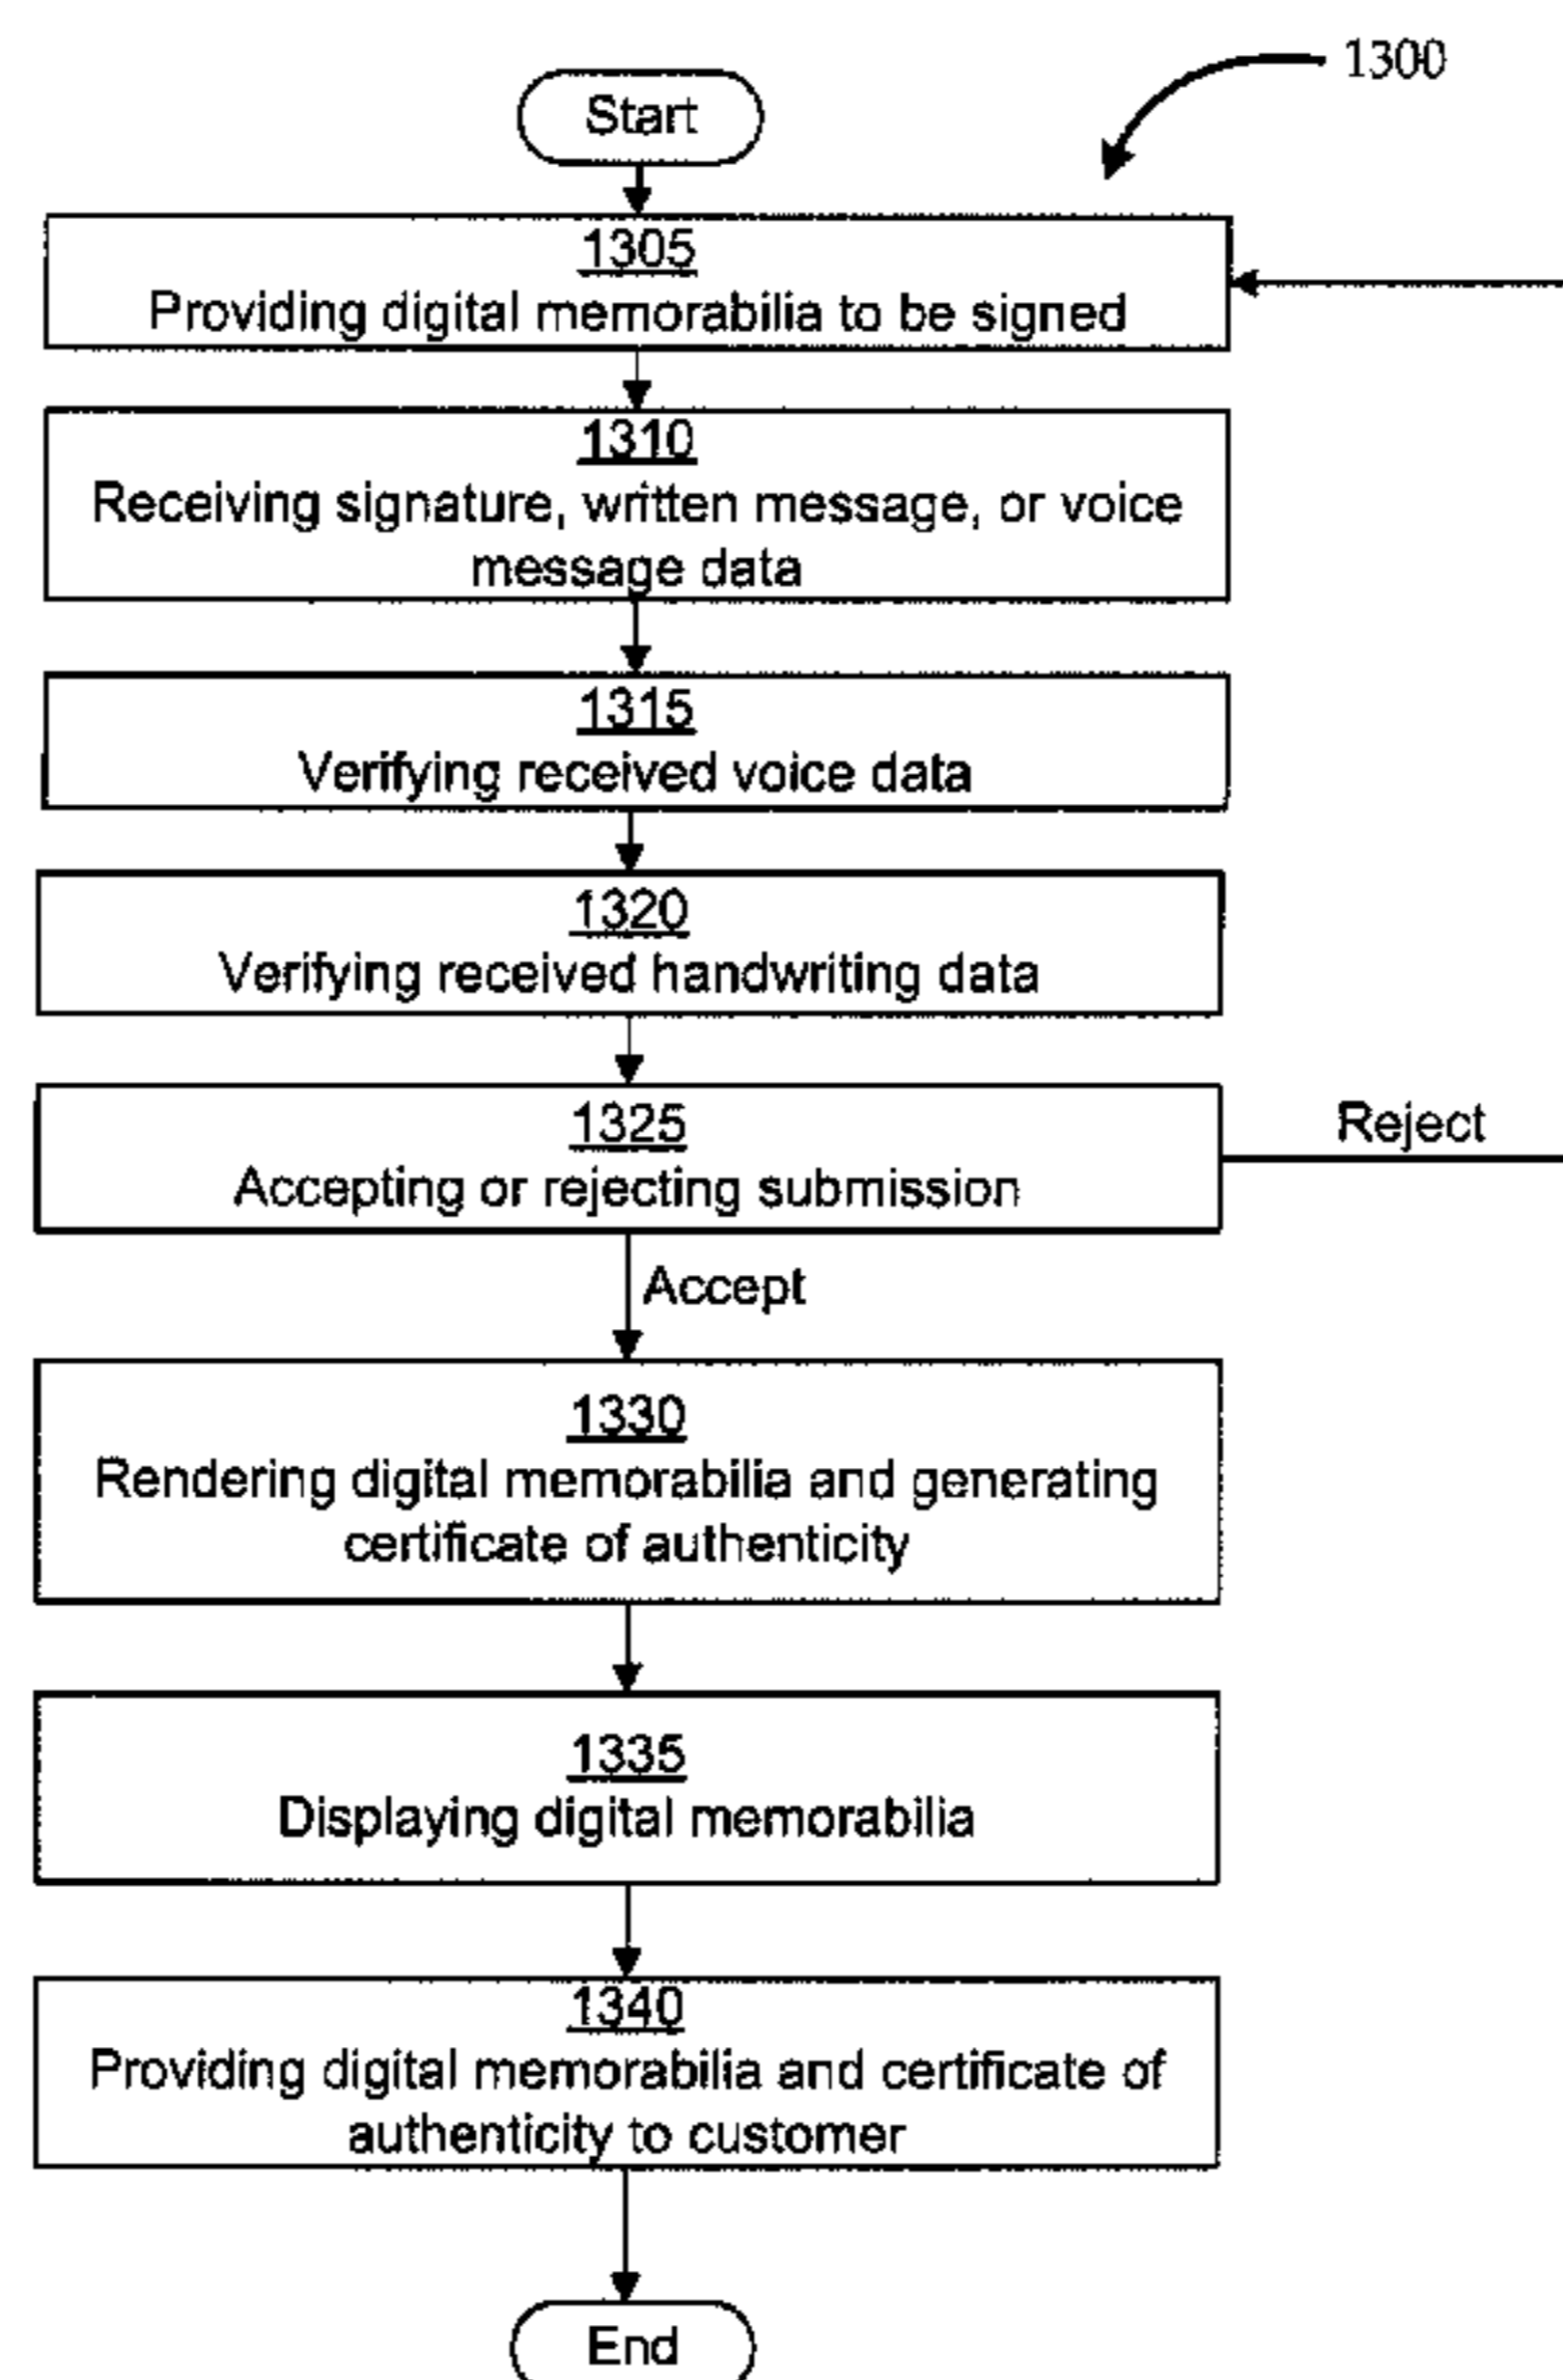 1300
Start
1305
Providing digital memorabilia to be signed
1310
Receiving signature, written message, or voice
message data
1315
Verifying received voice data
1320
Verifying received handwriting data
1325
Accepting or rejecting submission
Reject
Accept
1330
Rendering digital memorabilia and generating
certificate of authenticity
1335
Displaying digital memorabilia
1340
Providing digital memorabilia and certificate of
authenticity to customer
End